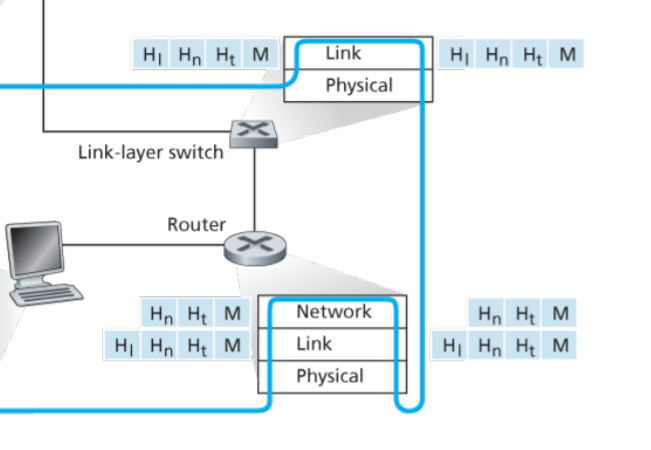 Hl Hn Ht M Link Hl Hn Ht M
Physical
Link-layer switch
Router
Hn Ht M Network Hn Ht M
Hl Hn Ht M Link Hl Hn Ht M
Physical